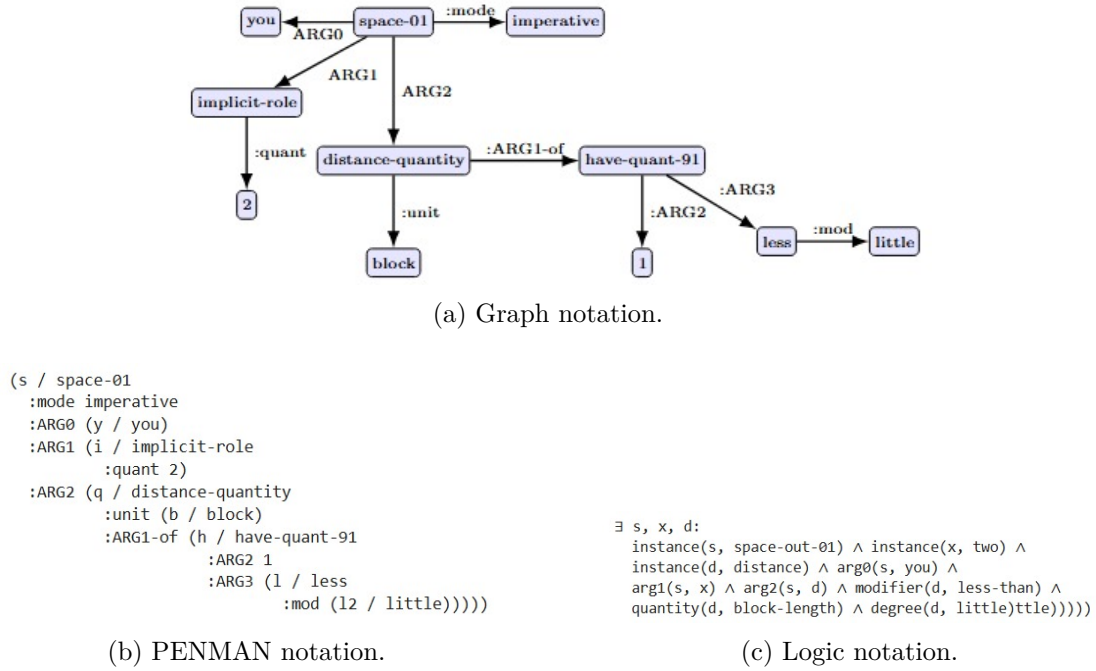 you space-01 :mode imperative
ARG0
ARG1
ARG2
implicit-role
:quant
distance-quantity :ARG1-of have-quant-91
:ARG3
2 :unit :ARG2
less :mod little
block 1
(a) Graph notation.
(s / space-01
:mode imperative
:ARG0 (y / you)
:ARG1 (i / implicit-role
:quant 2)
:ARG2 (q / distance-quantity
:unit (b / block)
:ARG1-of (h / have-quant-91
:ARG2 1
:ARG3 (l / less
:mod (l2 / little)))))
(b) PENMAN notation.
∃ s, x, d:
instance(s, space-out-01) ∧ instance(x, two) ∧
instance(d, distance) ∧ arg0(s, you) ∧
arg1(s, x) ∧ arg2(s, d) ∧ modifier(d, less-than) ∧
quantity(d, block-length) ∧ degree(d, little)ttle)))))
(c) Logic notation.